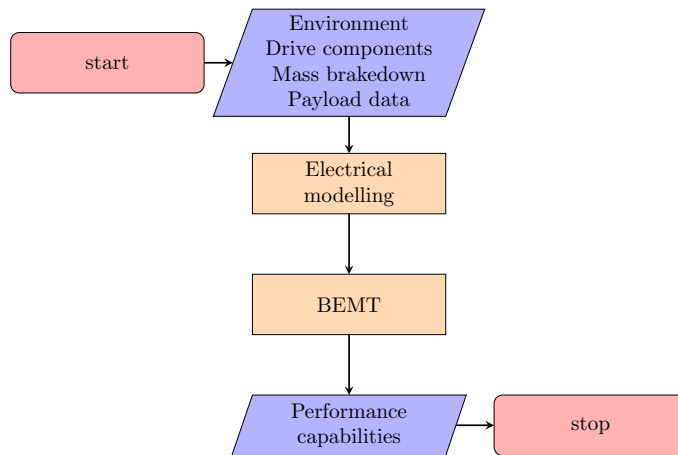 start
Environment
Drive components
Mass brakedown
Payload data
Electrical
modelling
BEMT
Performance
capabilities
stop